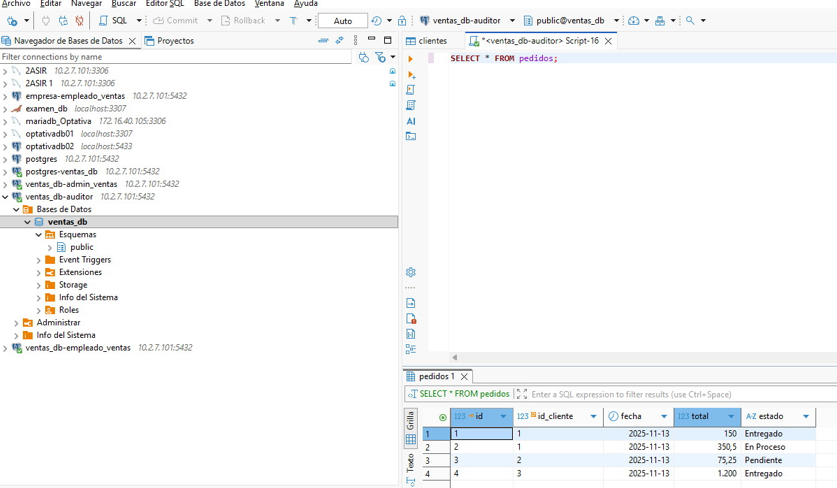 Archivo Editar Navegar Buscar Editor SQL Base de Datos Ventana Ayuda
SQL Commit Rollback T Auto ventas_db-auditor public@ventas_db
Navegador de Bases de Datos Proyectos
Filter connections by name
2ASIR 10.2.7.101:3306
2ASIR 1 10.2.7.101:3306
empresa-empleado_ventas 10.2.7.101:5432
examen_db localhost:3307
mariadb_Optativa 172.16.40.105:3306
optativadb01 localhost:3307
optativadb02 localhost:5433
postgres 10.2.7.101:5432
postgres-ventas_db 10.2.7.101:5432
ventas_db-admin_ventas 10.2.7.101:5432
ventas_db-auditor 10.2.7.101:5432
Bases de Datos
ventas_db
Esquemas
public
Event Triggers
Extensiones
Storage
Info del Sistema
Roles
Administrar
Info del Sistema
ventas_db-empleado_ventas 10.2.7.101:5432
clientes *<ventas_db-auditor> Script-16
SELECT * FROM pedidos;
AI
pedidos 1
SELECT * FROM pedidos Enter a SQL expression to filter results (use Ctrl+Space)
Grilla
Texto
123 id 123 id_cliente fecha 123 total A-Z estado
1 1 1 2025-11-13 150 Entregado
2 2 1 2025-11-13 350,5 En Proceso
3 3 2 2025-11-13 75,25 Pendiente
4 4 3 2025-11-13 1.200 Entregado